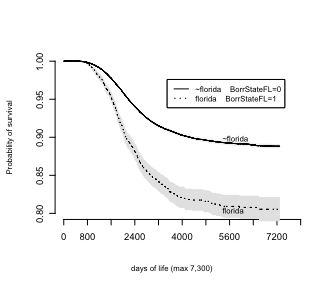 1.00
0.95
0.90
0.85
0.80
Probability of survival
~florida BorrStateFL=0
florida BorrStateFL=1
~florida
florida
0 800 2400 4000 5600 7200
days of life (max 7,300)